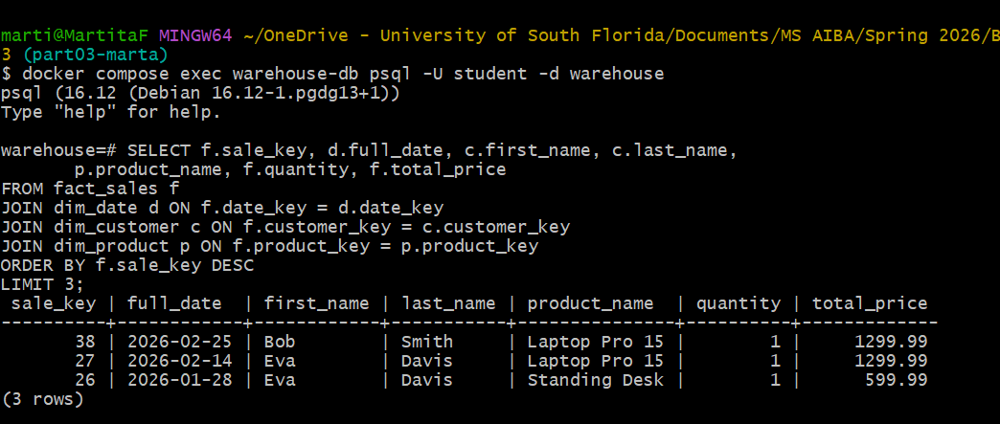 marti@MartitaF MINGW64 ~/OneDrive - University of South Florida/Documents/MS AIBA/Spring 2026/B
3 (part03-marta)
$ docker compose exec warehouse-db psql -U student -d warehouse
psql (16.12 (Debian 16.12-1.pgdg13+1))
Type "help" for help.

warehouse=# SELECT f.sale_key, d.full_date, c.first_name, c.last_name,
       p.product_name, f.quantity, f.total_price
FROM fact_sales f
JOIN dim_date d ON f.date_key = d.date_key
JOIN dim_customer c ON f.customer_key = c.customer_key
JOIN dim_product p ON f.product_key = p.product_key
ORDER BY f.sale_key DESC
LIMIT 3;
 sale_key | full_date  | first_name | last_name | product_name  | quantity | total_price
----------+------------+------------+-----------+---------------+----------+-------------
       38 | 2026-02-25 | Bob        | Smith     | Laptop Pro 15 |        1 |     1299.99
       27 | 2026-02-14 | Eva        | Davis     | Laptop Pro 15 |        1 |     1299.99
       26 | 2026-01-28 | Eva        | Davis     | Standing Desk |        1 |      599.99
(3 rows)